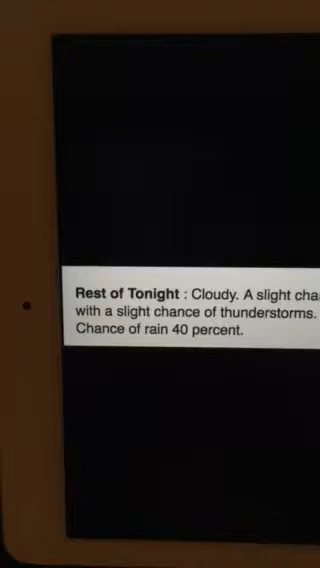 Rest of Tonight : Cloudy. A slight cha
with a slight chance of thunderstorms.
Chance of rain 40 percent.